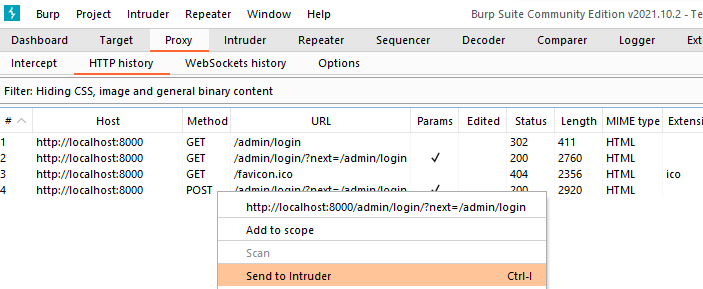 Burp Project Intruder Repeater Window Help Burp Suite Community Edition v2021.10.2 - Te
Dashboard Target Proxy Intruder Repeater Sequencer Decoder Comparer Logger Exte
Intercept HTTP history WebSockets history Options
Filter: Hiding CSS, image and general binary content
# Host Method URL Params Edited Status Length MIME type Extensi
1 http://localhost:8000 GET /admin/login 302 411 HTML
2 http://localhost:8000 GET /admin/login/?next=/admin/login ✓ 200 2760 HTML
3 http://localhost:8000 GET /favicon.ico 404 2356 HTML ico
4 http://localhost:8000 POST /admin/login/?next=/admin/login ✓ 200 2920 HTML
http://localhost:8000/admin/login/?next=/admin/login
Add to scope
Scan
Send to Intruder Ctrl-I